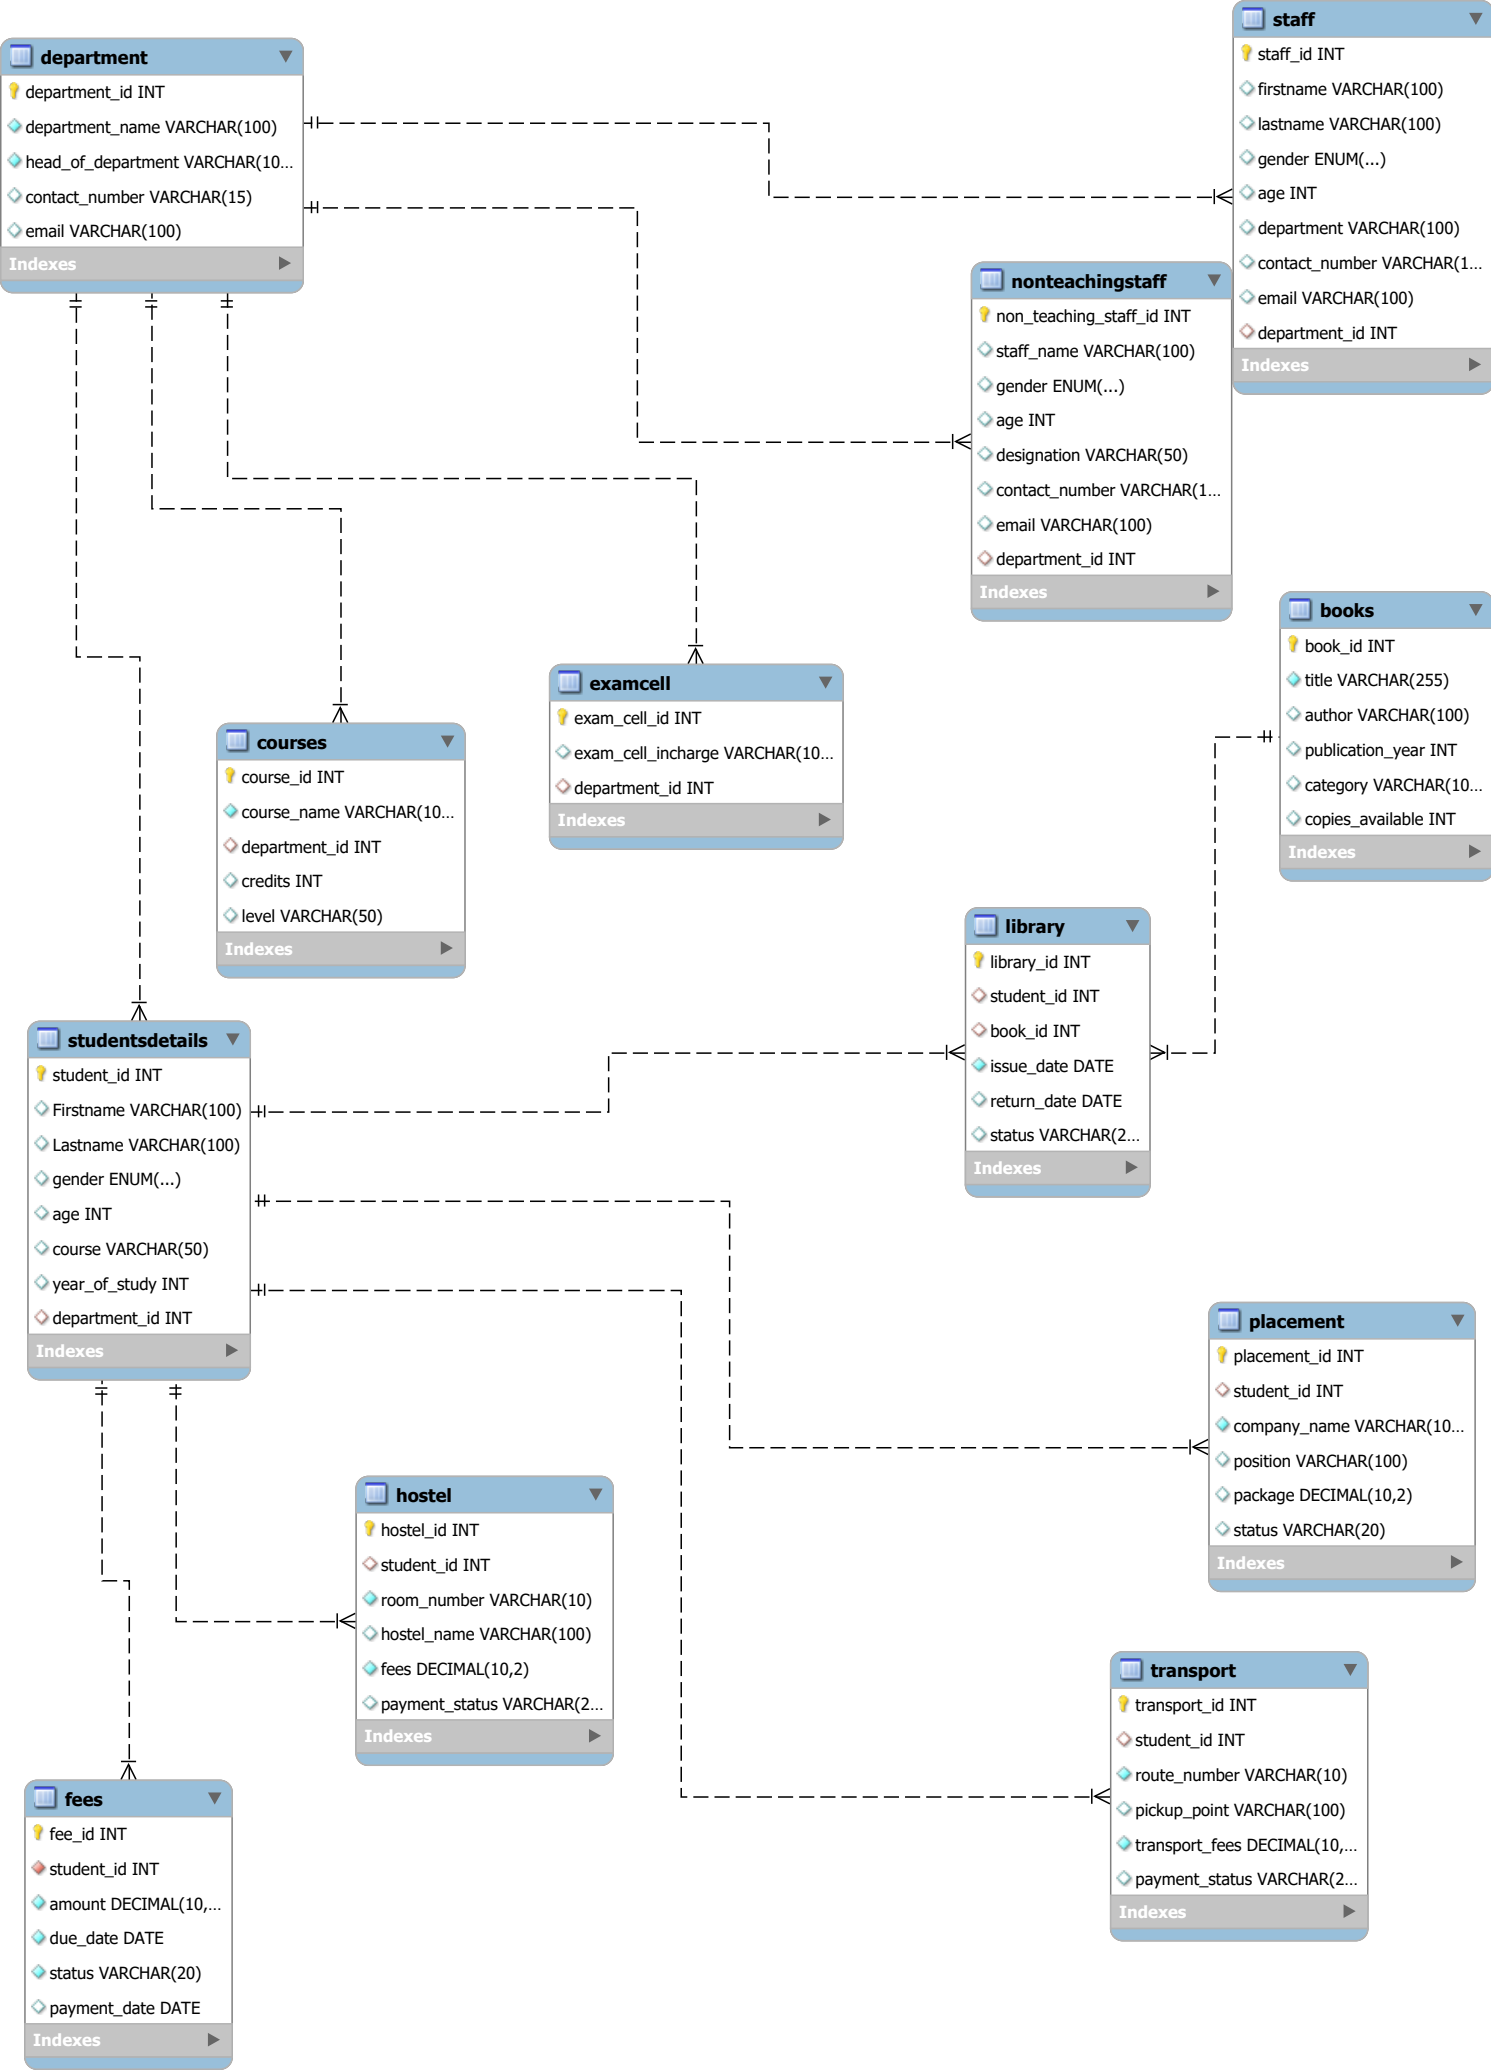 department
department_id INT
department_name VARCHAR(100)
head_of_department VARCHAR(10...
contact_number VARCHAR(15)
email VARCHAR(100)
Indexes
staff
staff_id INT
firstname VARCHAR(100)
lastname VARCHAR(100)
gender ENUM(...)
age INT
department VARCHAR(100)
contact_number VARCHAR(1...
email VARCHAR(100)
department_id INT
Indexes
nonteachingstaff
non_teaching_staff_id INT
staff_name VARCHAR(100)
gender ENUM(...)
age INT
designation VARCHAR(50)
contact_number VARCHAR(1...
email VARCHAR(100)
department_id INT
Indexes
books
book_id INT
title VARCHAR(255)
author VARCHAR(100)
publication_year INT
category VARCHAR(10...
copies_available INT
Indexes
examcell
exam_cell_id INT
exam_cell_incharge VARCHAR(10...
department_id INT
Indexes
courses
course_id INT
course_name VARCHAR(10...
department_id INT
credits INT
level VARCHAR(50)
Indexes
library
library_id INT
student_id INT
book_id INT
issue_date DATE
return_date DATE
status VARCHAR(2...
Indexes
studentsdetails
student_id INT
Firstname VARCHAR(100)
Lastname VARCHAR(100)
gender ENUM(...)
age INT
course VARCHAR(50)
year_of_study INT
department_id INT
Indexes
placement
placement_id INT
student_id INT
company_name VARCHAR(10...
position VARCHAR(100)
package DECIMAL(10,2)
status VARCHAR(20)
Indexes
hostel
hostel_id INT
student_id INT
room_number VARCHAR(10)
hostel_name VARCHAR(100)
fees DECIMAL(10,2)
payment_status VARCHAR(2...
Indexes
transport
transport_id INT
student_id INT
route_number VARCHAR(10)
pickup_point VARCHAR(100)
transport_fees DECIMAL(10,...
payment_status VARCHAR(2...
Indexes
fees
fee_id INT
student_id INT
amount DECIMAL(10,...
due_date DATE
status VARCHAR(20)
payment_date DATE
Indexes